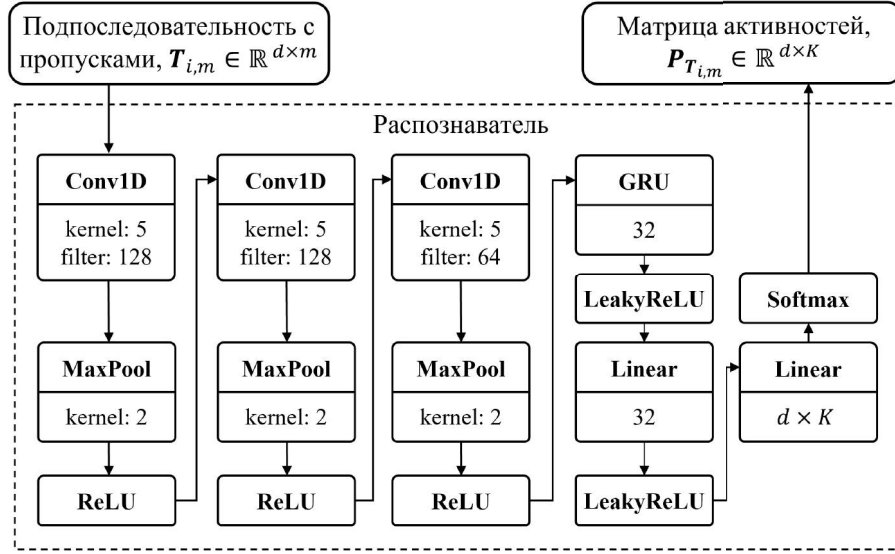 Подпоследовательность с
пропусками, 𝑻ᵢ,ₘ ∈ ℝ^{d×m}
Матрица активностей,
𝑷_{𝑻ᵢ,ₘ} ∈ ℝ^{d×K}
Распознаватель
Conv1D
kernel: 5
filter: 128
MaxPool
kernel: 2
ReLU
Conv1D
kernel: 5
filter: 128
MaxPool
kernel: 2
ReLU
Conv1D
kernel: 5
filter: 64
MaxPool
kernel: 2
ReLU
GRU
32
LeakyReLU
Linear
32
LeakyReLU
Linear
d × K
Softmax